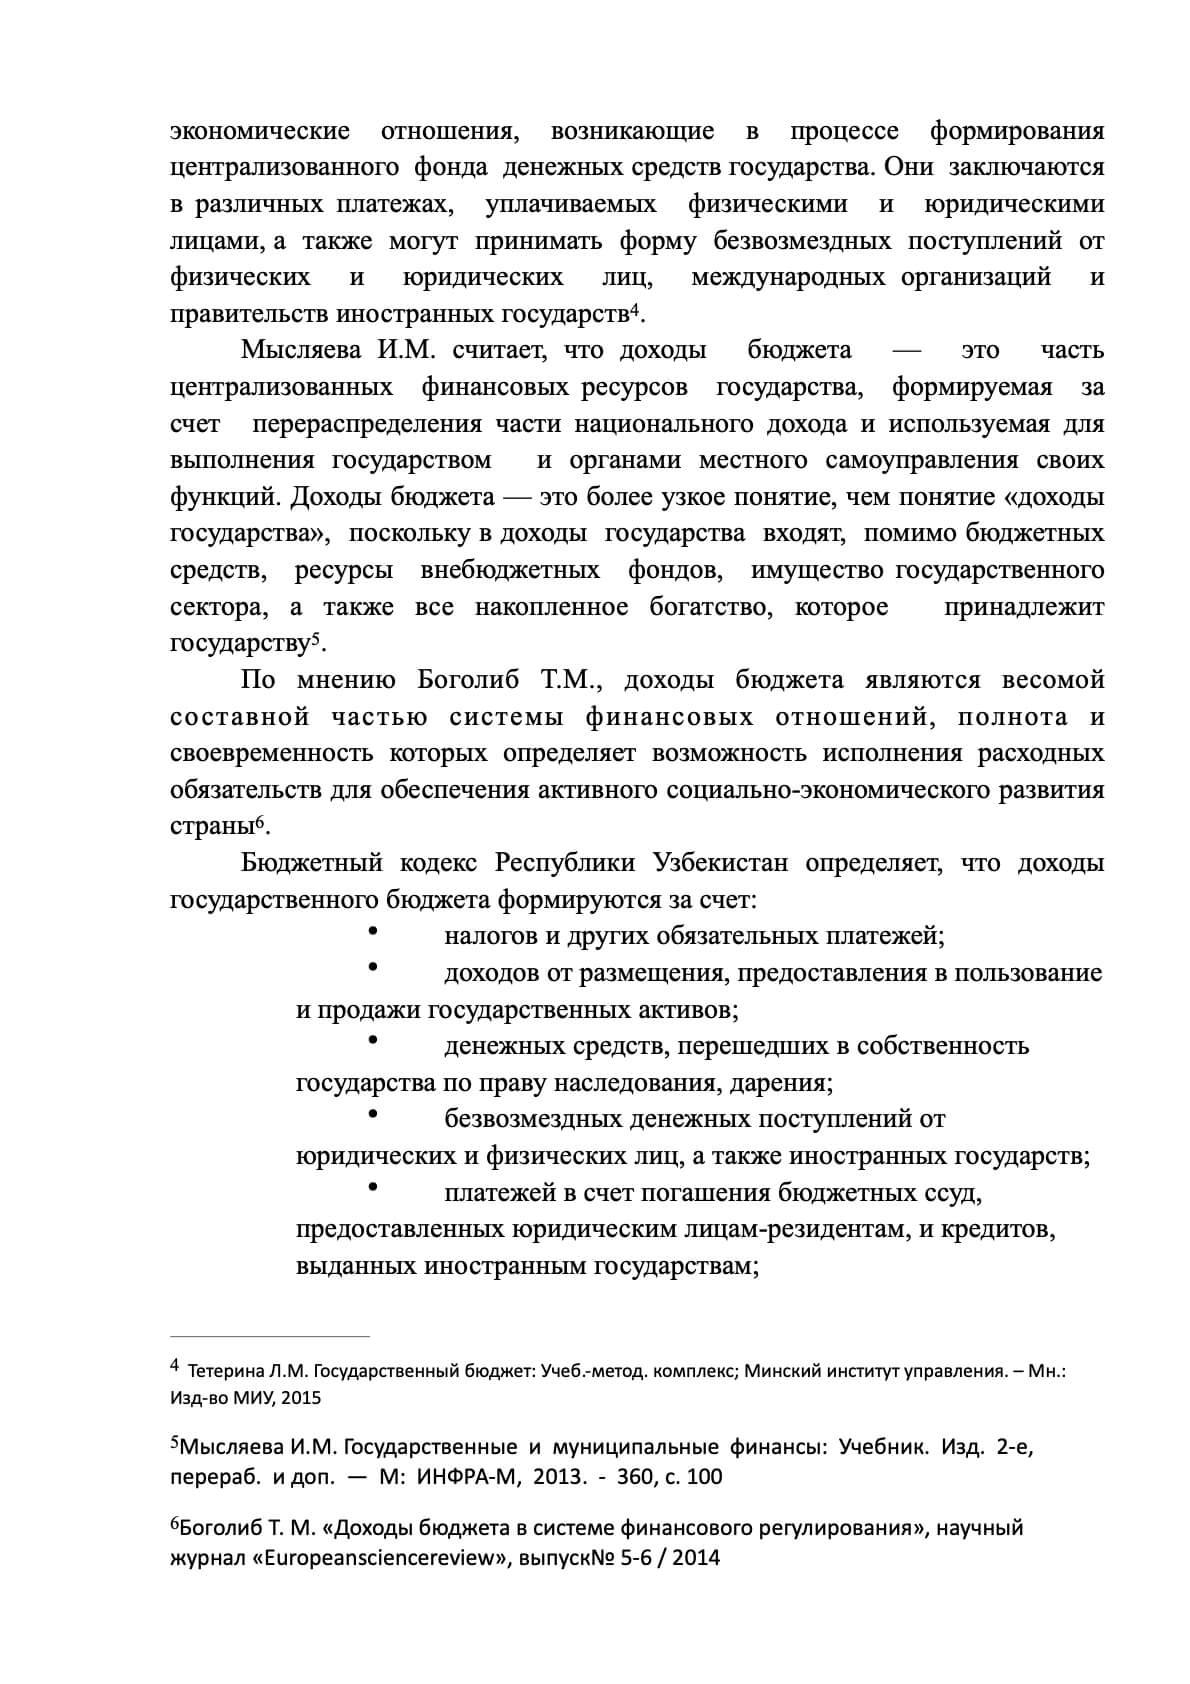 экономические отношения, возникающие в процессе формирования
централизованного фонда денежных средств государства. Они заключаются
в различных платежах, уплачиваемых физическими и юридическими
лицами, а также могут принимать форму безвозмездных поступлений от
физических и юридических лиц, международных организаций и
правительств иностранных государств⁴.
Мысляева И.М. считает, что доходы бюджета — это часть
централизованных финансовых ресурсов государства, формируемая за
счет перераспределения части национального дохода и используемая для
выполнения государством и органами местного самоуправления своих
функций. Доходы бюджета — это более узкое понятие, чем понятие «доходы
государства», поскольку в доходы государства входят, помимо бюджетных
средств, ресурсы внебюджетных фондов, имущество государственного
сектора, а также все накопленное богатство, которое принадлежит
государству⁵.
По мнению Боголиб Т.М., доходы бюджета являются весомой
составной частью системы финансовых отношений, полнота и
своевременность которых определяет возможность исполнения расходных
обязательств для обеспечения активного социально-экономического развития
страны⁶.
Бюджетный кодекс Республики Узбекистан определяет, что доходы
государственного бюджета формируются за счет:
• налогов и других обязательных платежей;
• доходов от размещения, предоставления в пользование
и продажи государственных активов;
• денежных средств, перешедших в собственность
государства по праву наследования, дарения;
• безвозмездных денежных поступлений от
юридических и физических лиц, а также иностранных государств;
• платежей в счет погашения бюджетных ссуд,
предоставленных юридическим лицам-резидентам, и кредитов,
выданных иностранным государствам;
⁴ Тетерина Л.М. Государственный бюджет: Учеб.-метод. комплекс; Минский институт управления. – Мн.:
Изд-во МИУ, 2015
⁵Мысляева И.М. Государственные и муниципальные финансы: Учебник. Изд. 2-е,
перераб. и доп. — М: ИНФРА-М, 2013. - 360, с. 100
⁶Боголиб Т. М. «Доходы бюджета в системе финансового регулирования», научный
журнал «Europeansciencereview», выпуск№ 5-6 / 2014